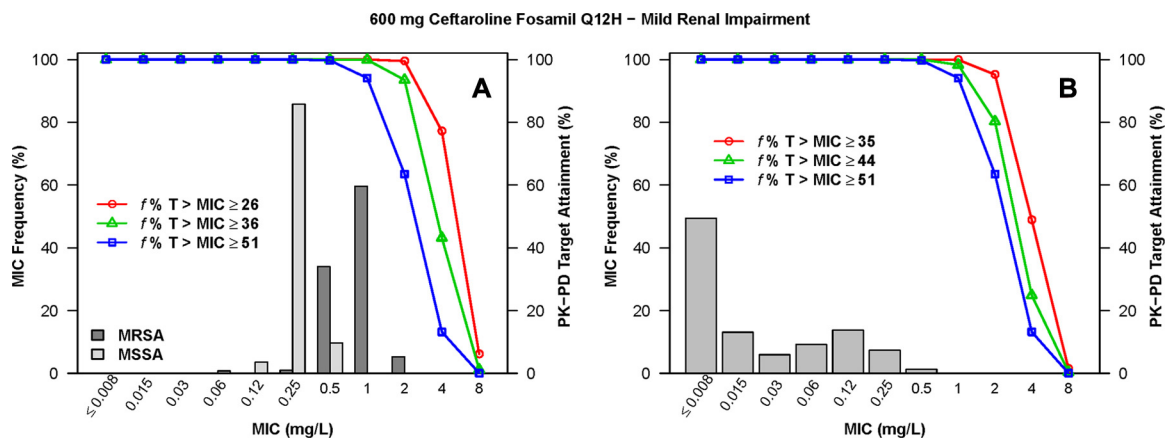 600 mg Ceftaroline Fosamil Q12H − Mild Renal Impairment
A
MIC Frequency (%)
100
80
60
40
20
0
f % T > MIC ≥ 26
f % T > MIC ≥ 36
f % T > MIC ≥ 51
MRSA
MSSA
100
80
60
40
20
0
PK−PD Target Attainment (%)
≤ 0.008
0.015
0.03
0.06
0.12
0.25
0.5
1
2
4
8
MIC (mg/L)
B
MIC Frequency (%)
100
80
60
40
20
0
f % T > MIC ≥ 35
f % T > MIC ≥ 44
f % T > MIC ≥ 51
100
80
60
40
20
0
PK−PD Target Attainment (%)
≤ 0.008
0.015
0.03
0.06
0.12
0.25
0.5
1
2
4
8
MIC (mg/L)